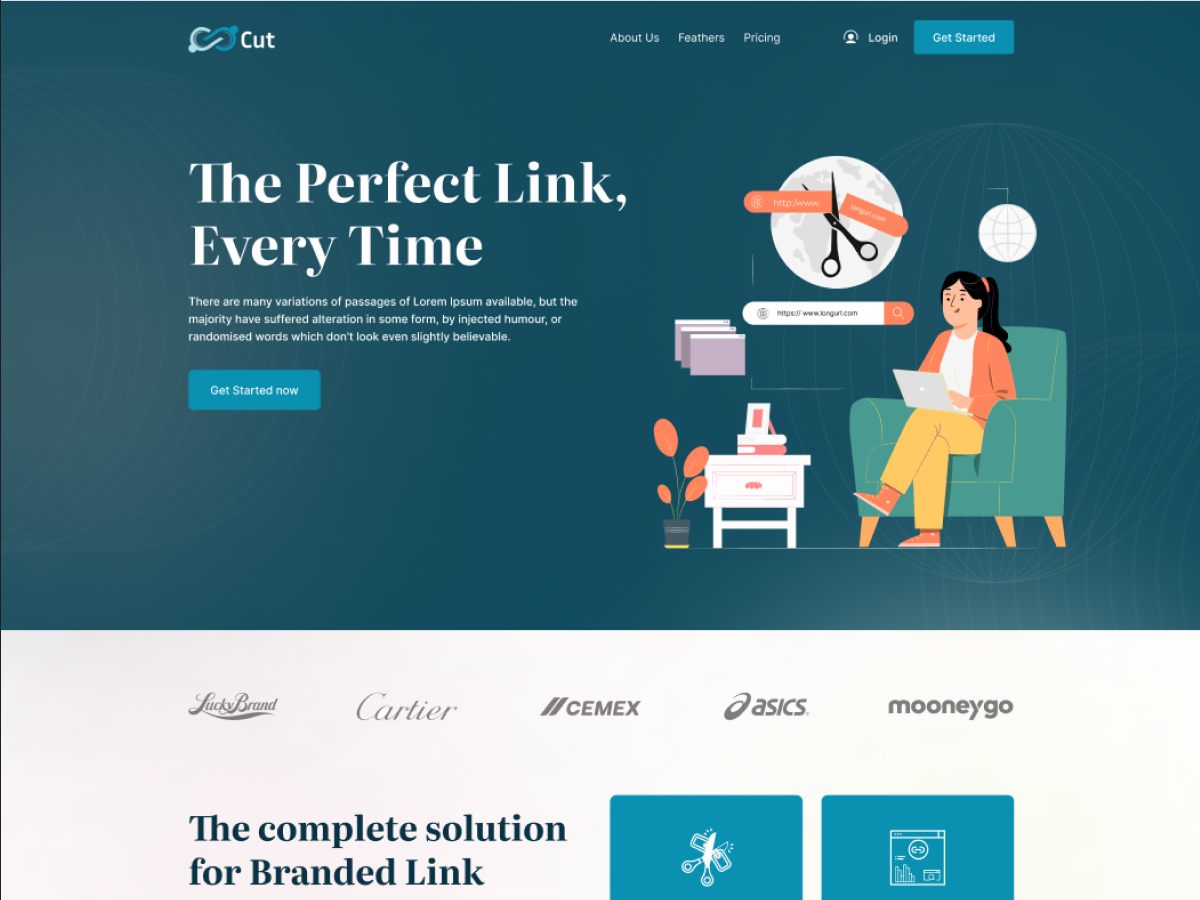 Cut
About Us
Feathers
Pricing
Login
Get Started
The Perfect Link,
Every Time
There are many variations of passages of Lorem Ipsum available, but the
majority have suffered alteration in some form, by injected humour, or
randomised words which don't look even slightly believable.
Get Started now
http:/www.
longurl.com
https:// www.longurl.com
Lucky Brand
Cartier
CEMEX
asics
mooneygo
The complete solution
for Branded Link